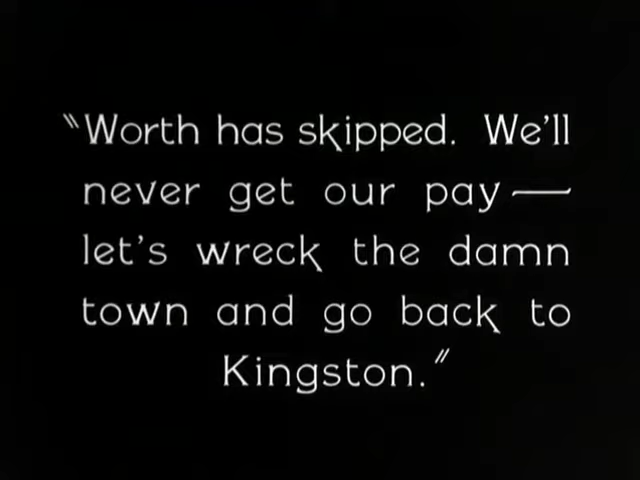 "Worth has skipped. We'll
never get our pay—
let's wreck the damn
town and go back to
Kingston."